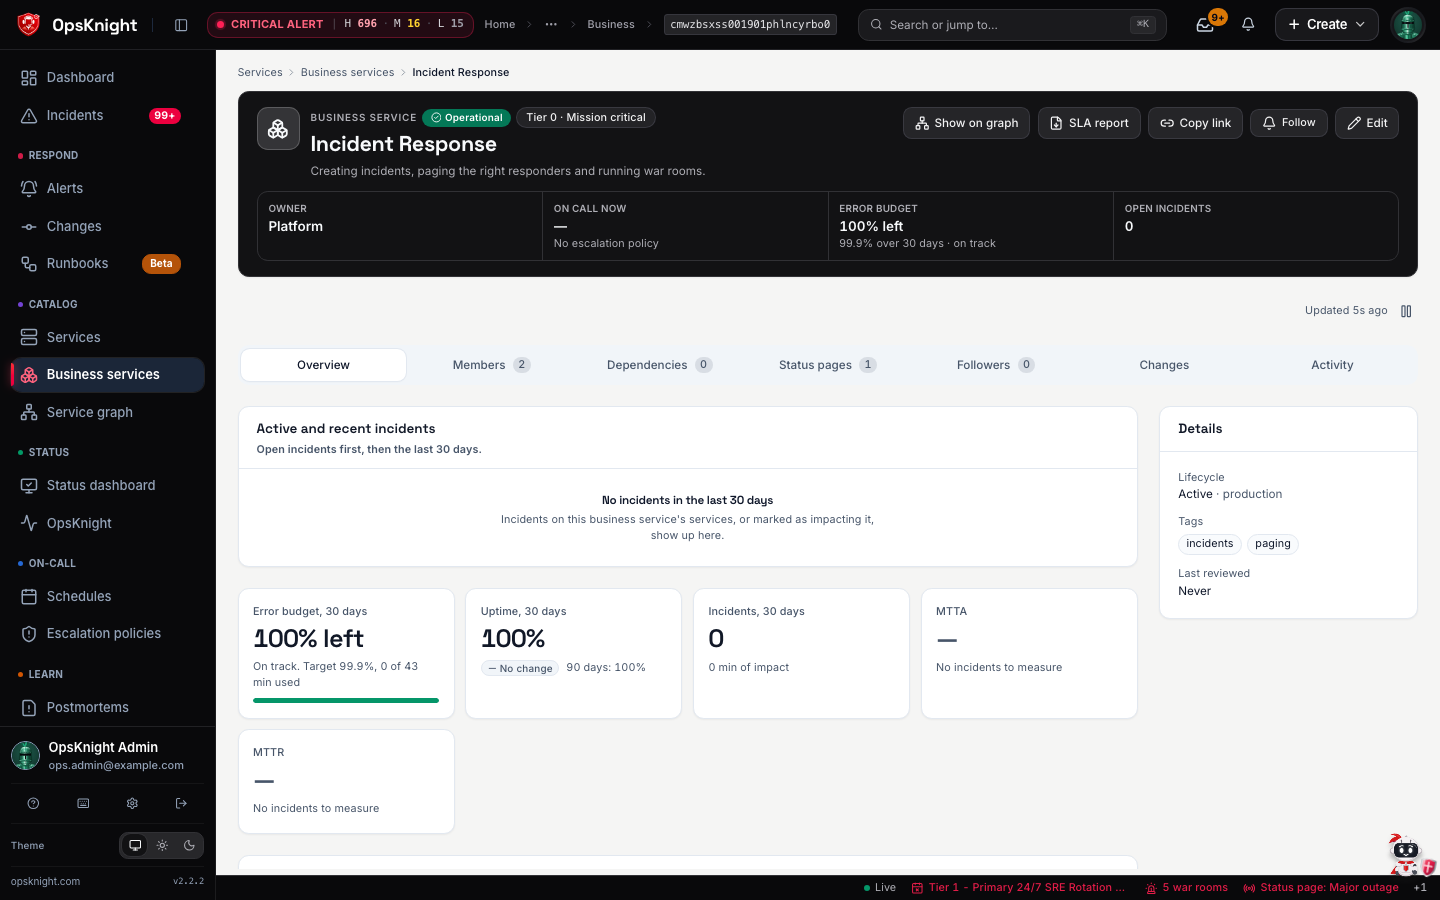 OpsKnight
CRITICAL ALERT | H 696 · M 16 · L 15
Home
Business
cmwzbsxss001901phlncyrbo0
Search or jump to...
⌘K
9+
Create
Dashboard
Incidents 99+
RESPOND
Alerts
Changes
Runbooks Beta
CATALOG
Services
Business services
Service graph
STATUS
Status dashboard
OpsKnight
ON-CALL
Schedules
Escalation policies
LEARN
Postmortems
OpsKnight Admin
ops.admin@example.com
Theme
opsknight.com v2.2.2
Services > Business services > Incident Response
BUSINESS SERVICE Operational Tier 0 · Mission critical
Incident Response
Creating incidents, paging the right responders and running war rooms.
Show on graph
SLA report
Copy link
Follow
Edit
OWNER
Platform
ON CALL NOW
—
No escalation policy
ERROR BUDGET
100% left
99.9% over 30 days · on track
OPEN INCIDENTS
0
Updated 5s ago
Overview
Members 2
Dependencies 0
Status pages 1
Followers 0
Changes
Activity
Active and recent incidents
Open incidents first, then the last 30 days.
No incidents in the last 30 days
Incidents on this business service's services, or marked as impacting it,
show up here.
Details
Lifecycle
Active · production
Tags
incidents paging
Last reviewed
Never
Error budget, 30 days
100% left
On track. Target 99.9%, 0 of 43
min used
Uptime, 30 days
100%
— No change 90 days: 100%
Incidents, 30 days
0
0 min of impact
MTTA
—
No incidents to measure
MTTR
—
No incidents to measure
Live
Tier 1 - Primary 24/7 SRE Rotation ...
5 war rooms
Status page: Major outage
+1